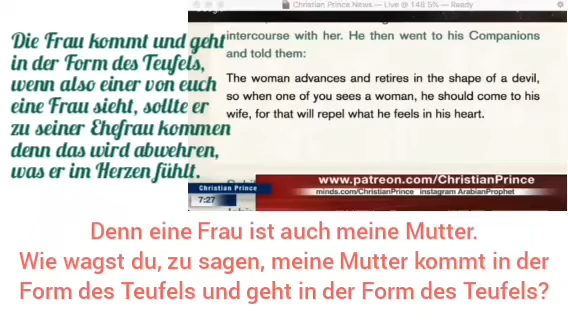 Christian Prince News — Live @ 148.5% — Ready
intercourse with her. He then went to his Companions
and told them:
Die Frau kommt und geht
in der Form des Teufels,
wenn also einer von euch
eine Frau sieht, sollte er
zu seiner Ehefrau kommen
denn das wird abwehren,
was er im Herzen fühlt.
The woman advances and retires in the shape of a devil,
so when one of you sees a woman, he should come to his
wife, for that will repel what he feels in his heart.
www.patreon.com/ChristianPrince
Christian Prince
minds.com/ChristianPrince instagram ArabianProphet
7:27
Denn eine Frau ist auch meine Mutter.
Wie wagst du, zu sagen, meine Mutter kommt in der
Form des Teufels und geht in der Form des Teufels?